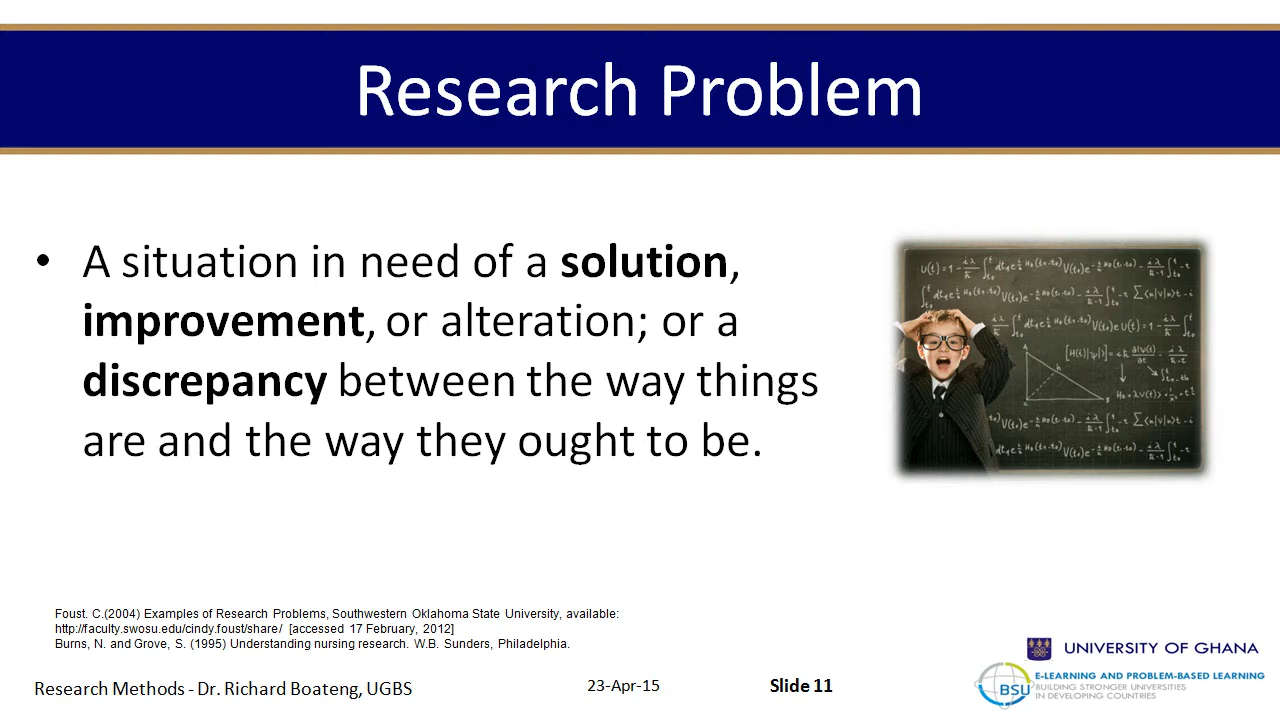 Research Problem
• A situation in need of a solution,
improvement, or alteration; or a
discrepancy between the way things
are and the way they ought to be.
Foust. C.(2004) Examples of Research Problems, Southwestern Oklahoma State University, available:
http://faculty.swosu.edu/cindy.foust/share/ [accessed 17 February, 2012]
Burns, N. and Grove, S. (1995) Understanding nursing research. W.B. Sunders, Philadelphia.
UNIVERSITY OF GHANA
Research Methods - Dr. Richard Boateng, UGBS
23-Apr-15
Slide 11
BSU
E-LEARNING AND PROBLEM-BASED LEARNING
BUILDING STRONGER UNIVERSITIES
IN DEVELOPING COUNTRIES